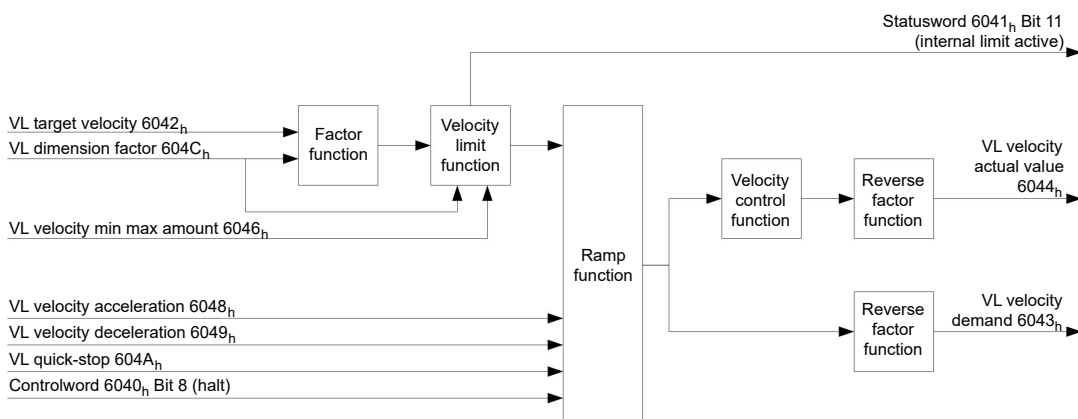 Statusword 6041h Bit 11
(internal limit active)
VL target velocity 6042h
VL dimension factor 604Ch
Factor
function
Velocity
limit
function
VL velocity min max amount 6046h
Ramp
function
Velocity
control
function
Reverse
factor
function
VL velocity
actual value
6044h
VL velocity acceleration 6048h
VL velocity deceleration 6049h
VL quick-stop 604Ah
Controlword 6040h Bit 8 (halt)
Reverse
factor
function
VL velocity
demand 6043h